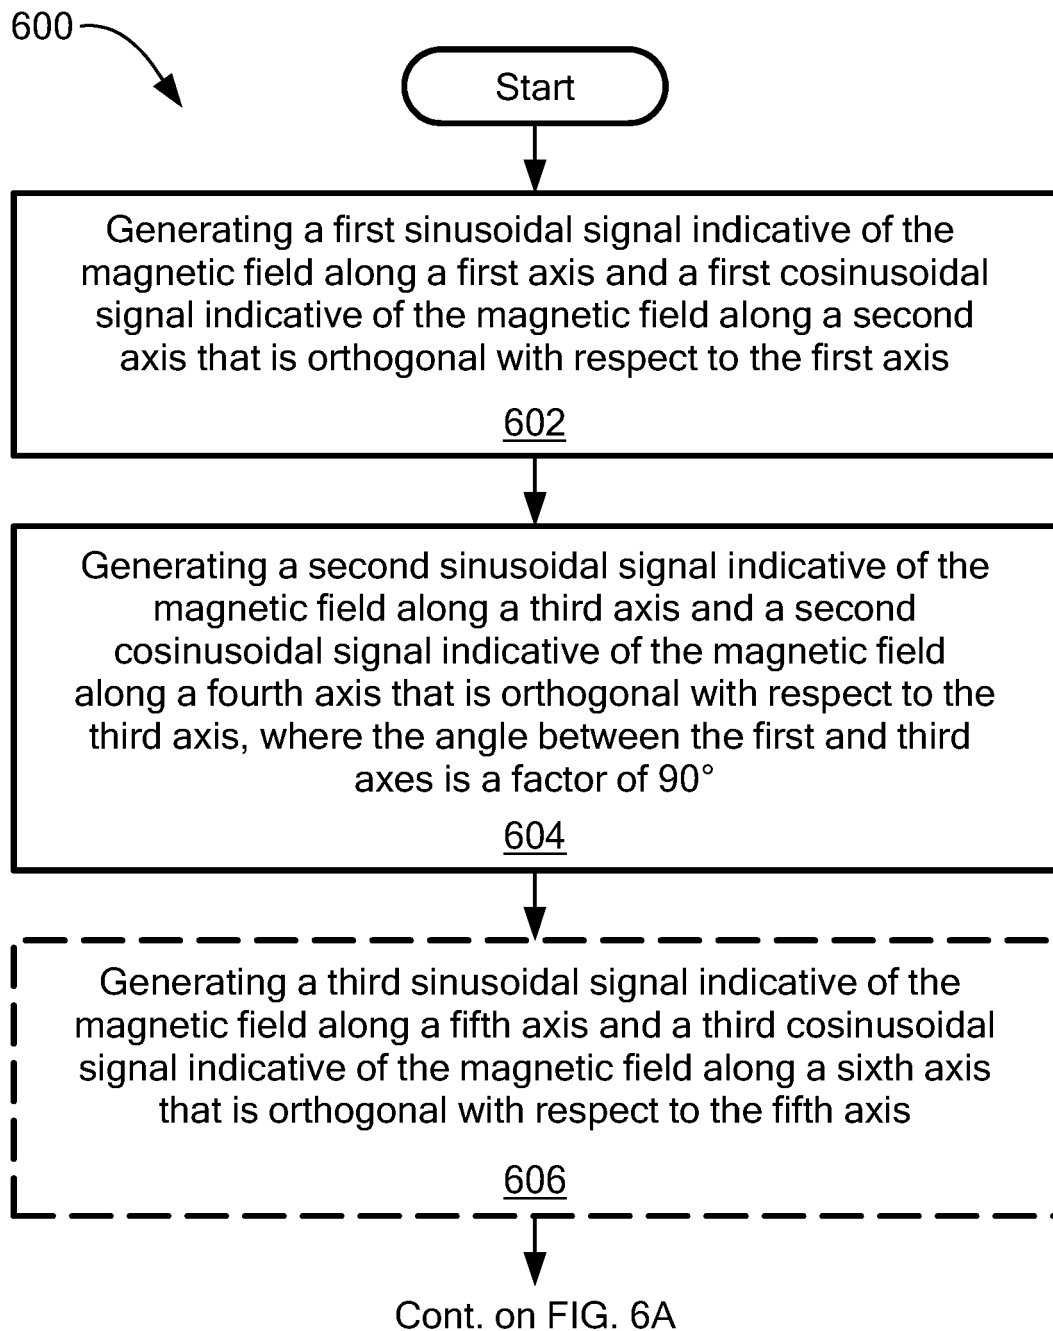 600
Start
Generating a first sinusoidal signal indicative of the
magnetic field along a first axis and a first cosinusoidal
signal indicative of the magnetic field along a second
axis that is orthogonal with respect to the first axis
602
Generating a second sinusoidal signal indicative of the
magnetic field along a third axis and a second
cosinusoidal signal indicative of the magnetic field
along a fourth axis that is orthogonal with respect to the
third axis, where the angle between the first and third
axes is a factor of 90°
604
Generating a third sinusoidal signal indicative of the
magnetic field along a fifth axis and a third cosinusoidal
signal indicative of the magnetic field along a sixth axis
that is orthogonal with respect to the fifth axis
606
Cont. on FIG. 6A